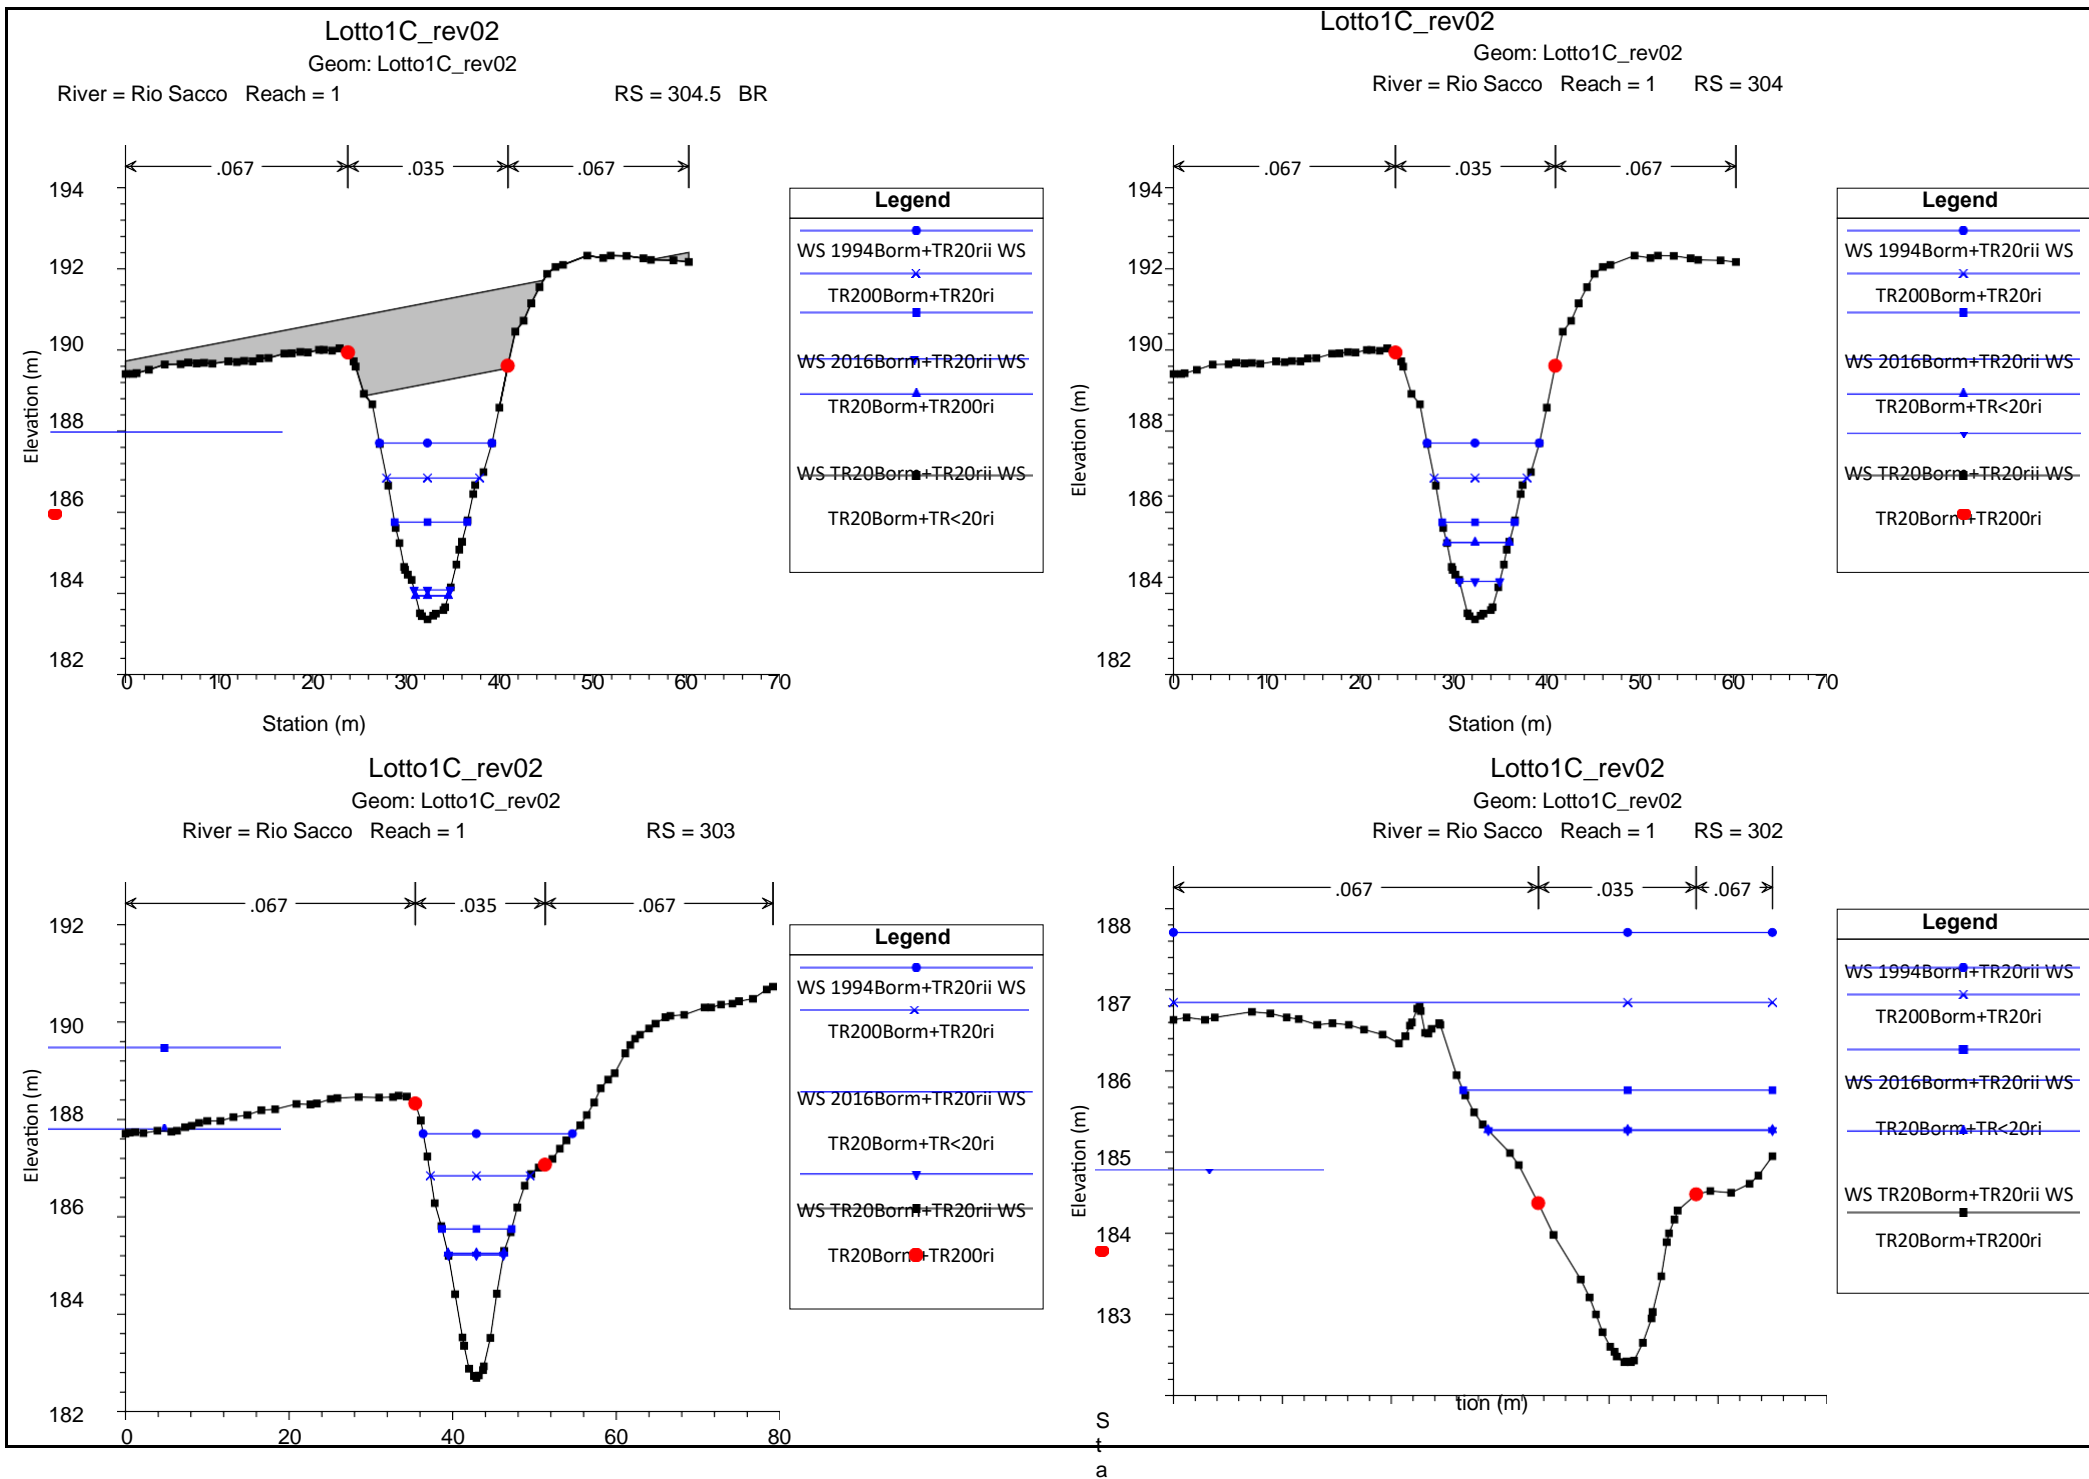 Lotto1C_rev02
Geom: Lotto1C_rev02
River = Rio Sacco Reach = 1 RS = 304.5 BR
.067 .035 .067
194
192
190
188
186
184
182
Elevation (m)
0 10 20 30 40 50 60 70
Station (m)
Legend
WS 1994Borm+TR20rii WS
TR200Borm+TR20ri
WS 2016Borm+TR20rii WS
TR20Borm+TR200ri
WS TR20Borm+TR20rii WS
TR20Borm+TR<20ri
Lotto1C_rev02
Geom: Lotto1C_rev02
River = Rio Sacco Reach = 1 RS = 304
.067 .035 .067
194
192
190
188
186
184
182
Elevation (m)
0 10 20 30 40 50 60 70
Station (m)
Legend
WS 1994Borm+TR20rii WS
TR200Borm+TR20ri
WS 2016Borm+TR20rii WS
TR20Borm+TR<20ri
WS TR20Borm+TR20rii WS
TR20Borm+TR200ri
Lotto1C_rev02
Geom: Lotto1C_rev02
River = Rio Sacco Reach = 1 RS = 303
.067 .035 .067
192
190
188
186
184
182
Elevation (m)
0 20 40 60 80
Legend
WS 1994Borm+TR20rii WS
TR200Borm+TR20ri
WS 2016Borm+TR20rii WS
TR20Borm+TR<20ri
WS TR20Borm+TR20rii WS
TR20Borm+TR200ri
Lotto1C_rev02
Geom: Lotto1C_rev02
River = Rio Sacco Reach = 1 RS = 302
.067 .035 .067
188
187
186
185
184
183
Elevation (m)
tion (m)
S
t
a
Legend
WS 1994Borm+TR20rii WS
TR200Borm+TR20ri
WS 2016Borm+TR20rii WS
TR20Borm+TR<20ri
WS TR20Borm+TR20rii WS
TR20Borm+TR200ri